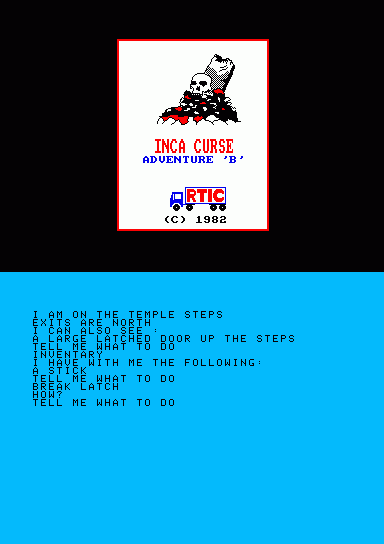 INCA CURSE
ADVENTURE 'B'
RTIC
(C) 1982
I AM ON THE TEMPLE STEPS
EXITS ARE NORTH
I CAN ALSO SEE :
A LARGE LATCHED DOOR UP THE STEPS
TELL ME WHAT TO DO
INVENTARY
I HAVE WITH ME THE FOLLOWING:
A STICK
TELL ME WHAT TO DO
BREAK LATCH
HOW?
TELL ME WHAT TO DO